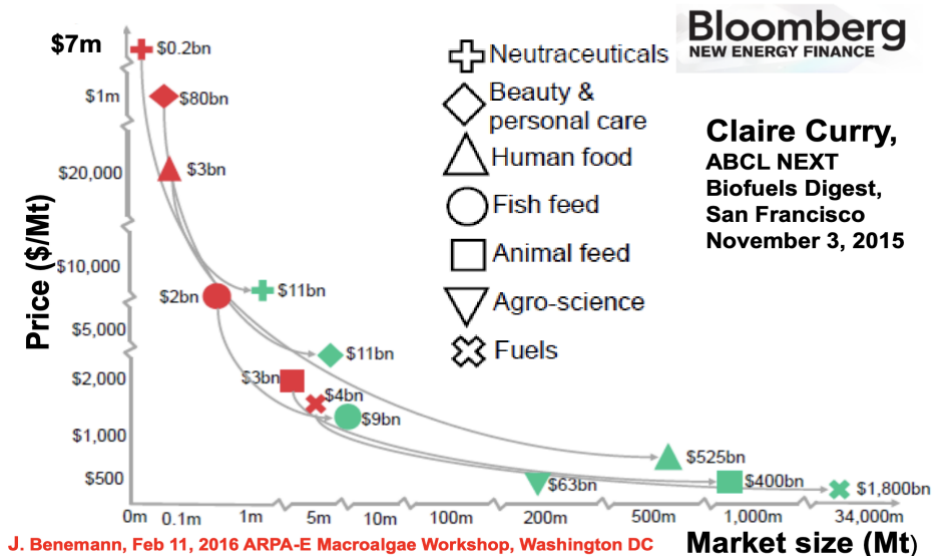 Bloomberg
NEW ENERGY FINANCE
Claire Curry,
ABCL NEXT
Biofuels Digest,
San Francisco
November 3, 2015
Neutraceuticals
Beauty &
personal care
Human food
Fish feed
Animal feed
Agro-science
Fuels
Price ($/Mt)
$7m
$1m
$20,000
$10,000
$5,000
$2,000
$1,000
$500
$0.2bn
$80bn
$3bn
$2bn
$11bn
$11bn
$3bn
$4bn
$9bn
$525bn
$63bn
$400bn
$1,800bn
0m 0.1m 1m 5m 10m 100m 200m 500m 1,000m 34,000m
J. Benemann, Feb 11, 2016 ARPA-E Macroalgae Workshop, Washington DC
Market size (Mt)